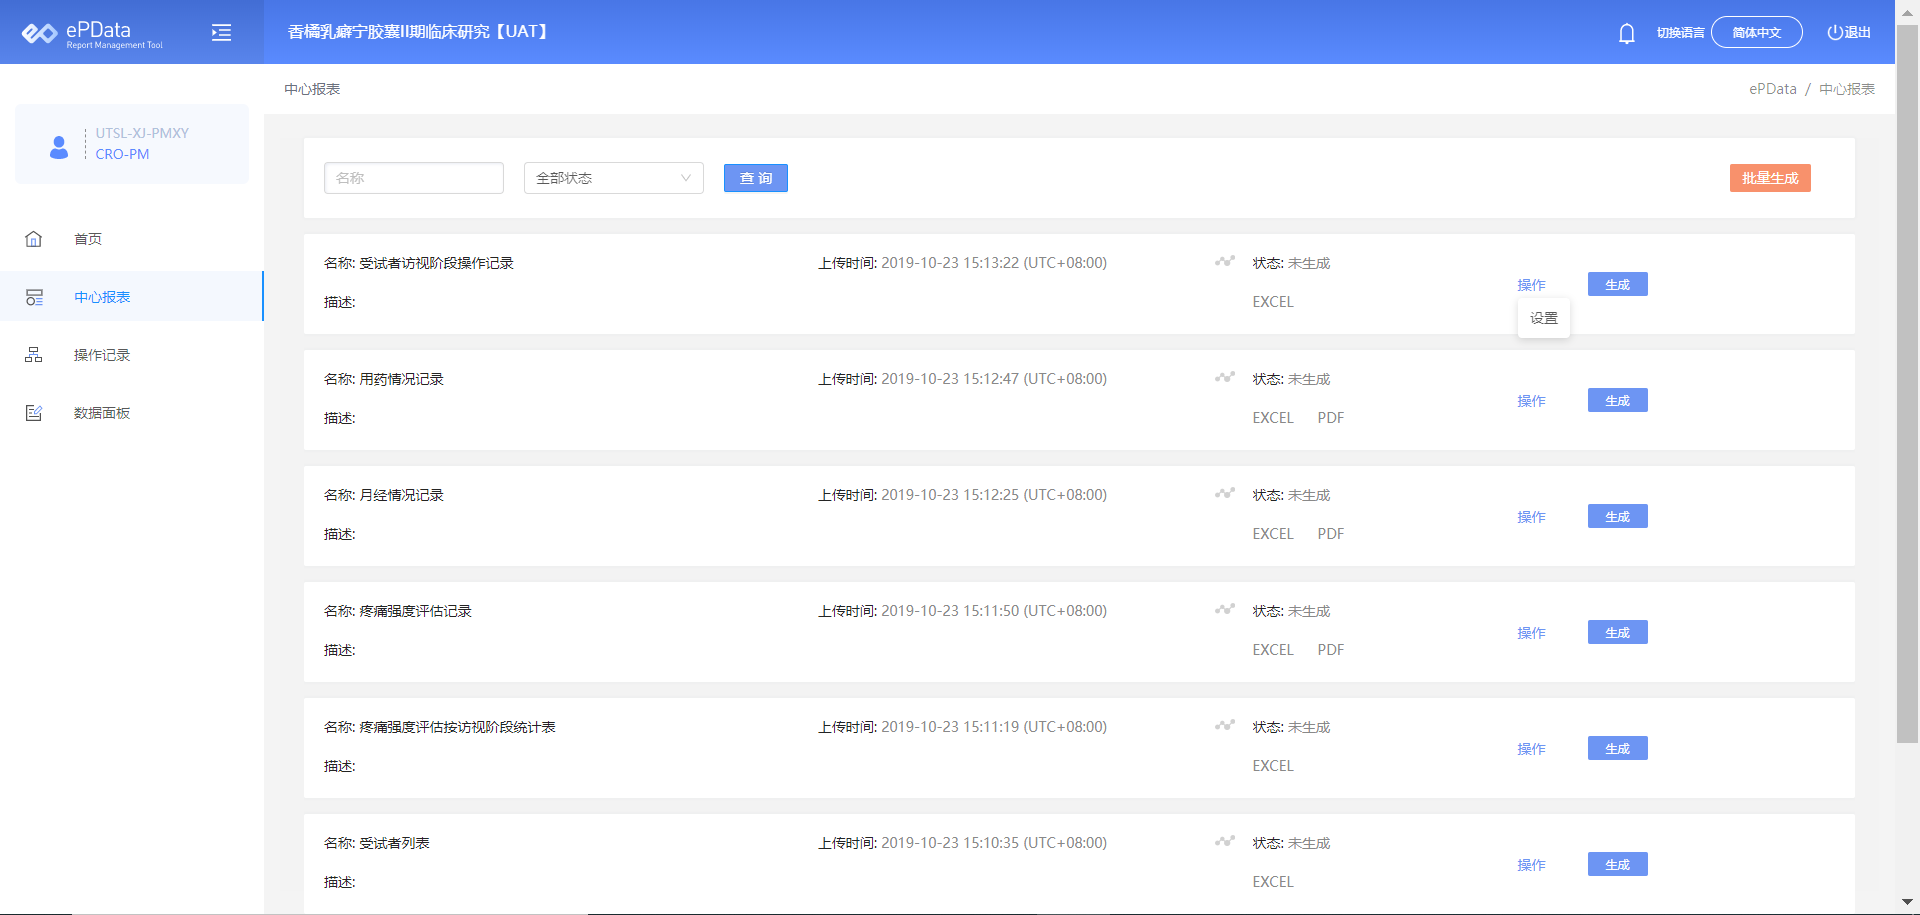 ePData
Report Management Tool
香橘乳癖宁胶囊II期临床研究【UAT】
切换语言 简体中文 退出
中心报表
ePData / 中心报表
UTSL-XJ-PMXY
CRO-PM
首页
中心报表
操作记录
数据面板
名称 全部状态 查 询 批量生成
名称: 受试者访视阶段操作记录 上传时间: 2019-10-23 15:13:22 (UTC+08:00) 状态: 未生成
操作 生成
描述: EXCEL
设置
名称: 用药情况记录 上传时间: 2019-10-23 15:12:47 (UTC+08:00) 状态: 未生成
操作 生成
描述: EXCEL PDF
名称: 月经情况记录 上传时间: 2019-10-23 15:12:25 (UTC+08:00) 状态: 未生成
操作 生成
描述: EXCEL PDF
名称: 疼痛强度评估记录 上传时间: 2019-10-23 15:11:50 (UTC+08:00) 状态: 未生成
操作 生成
描述: EXCEL PDF
名称: 疼痛强度评估按访视阶段统计表 上传时间: 2019-10-23 15:11:19 (UTC+08:00) 状态: 未生成
操作 生成
描述: EXCEL
名称: 受试者列表 上传时间: 2019-10-23 15:10:35 (UTC+08:00) 状态: 未生成
操作 生成
描述: EXCEL